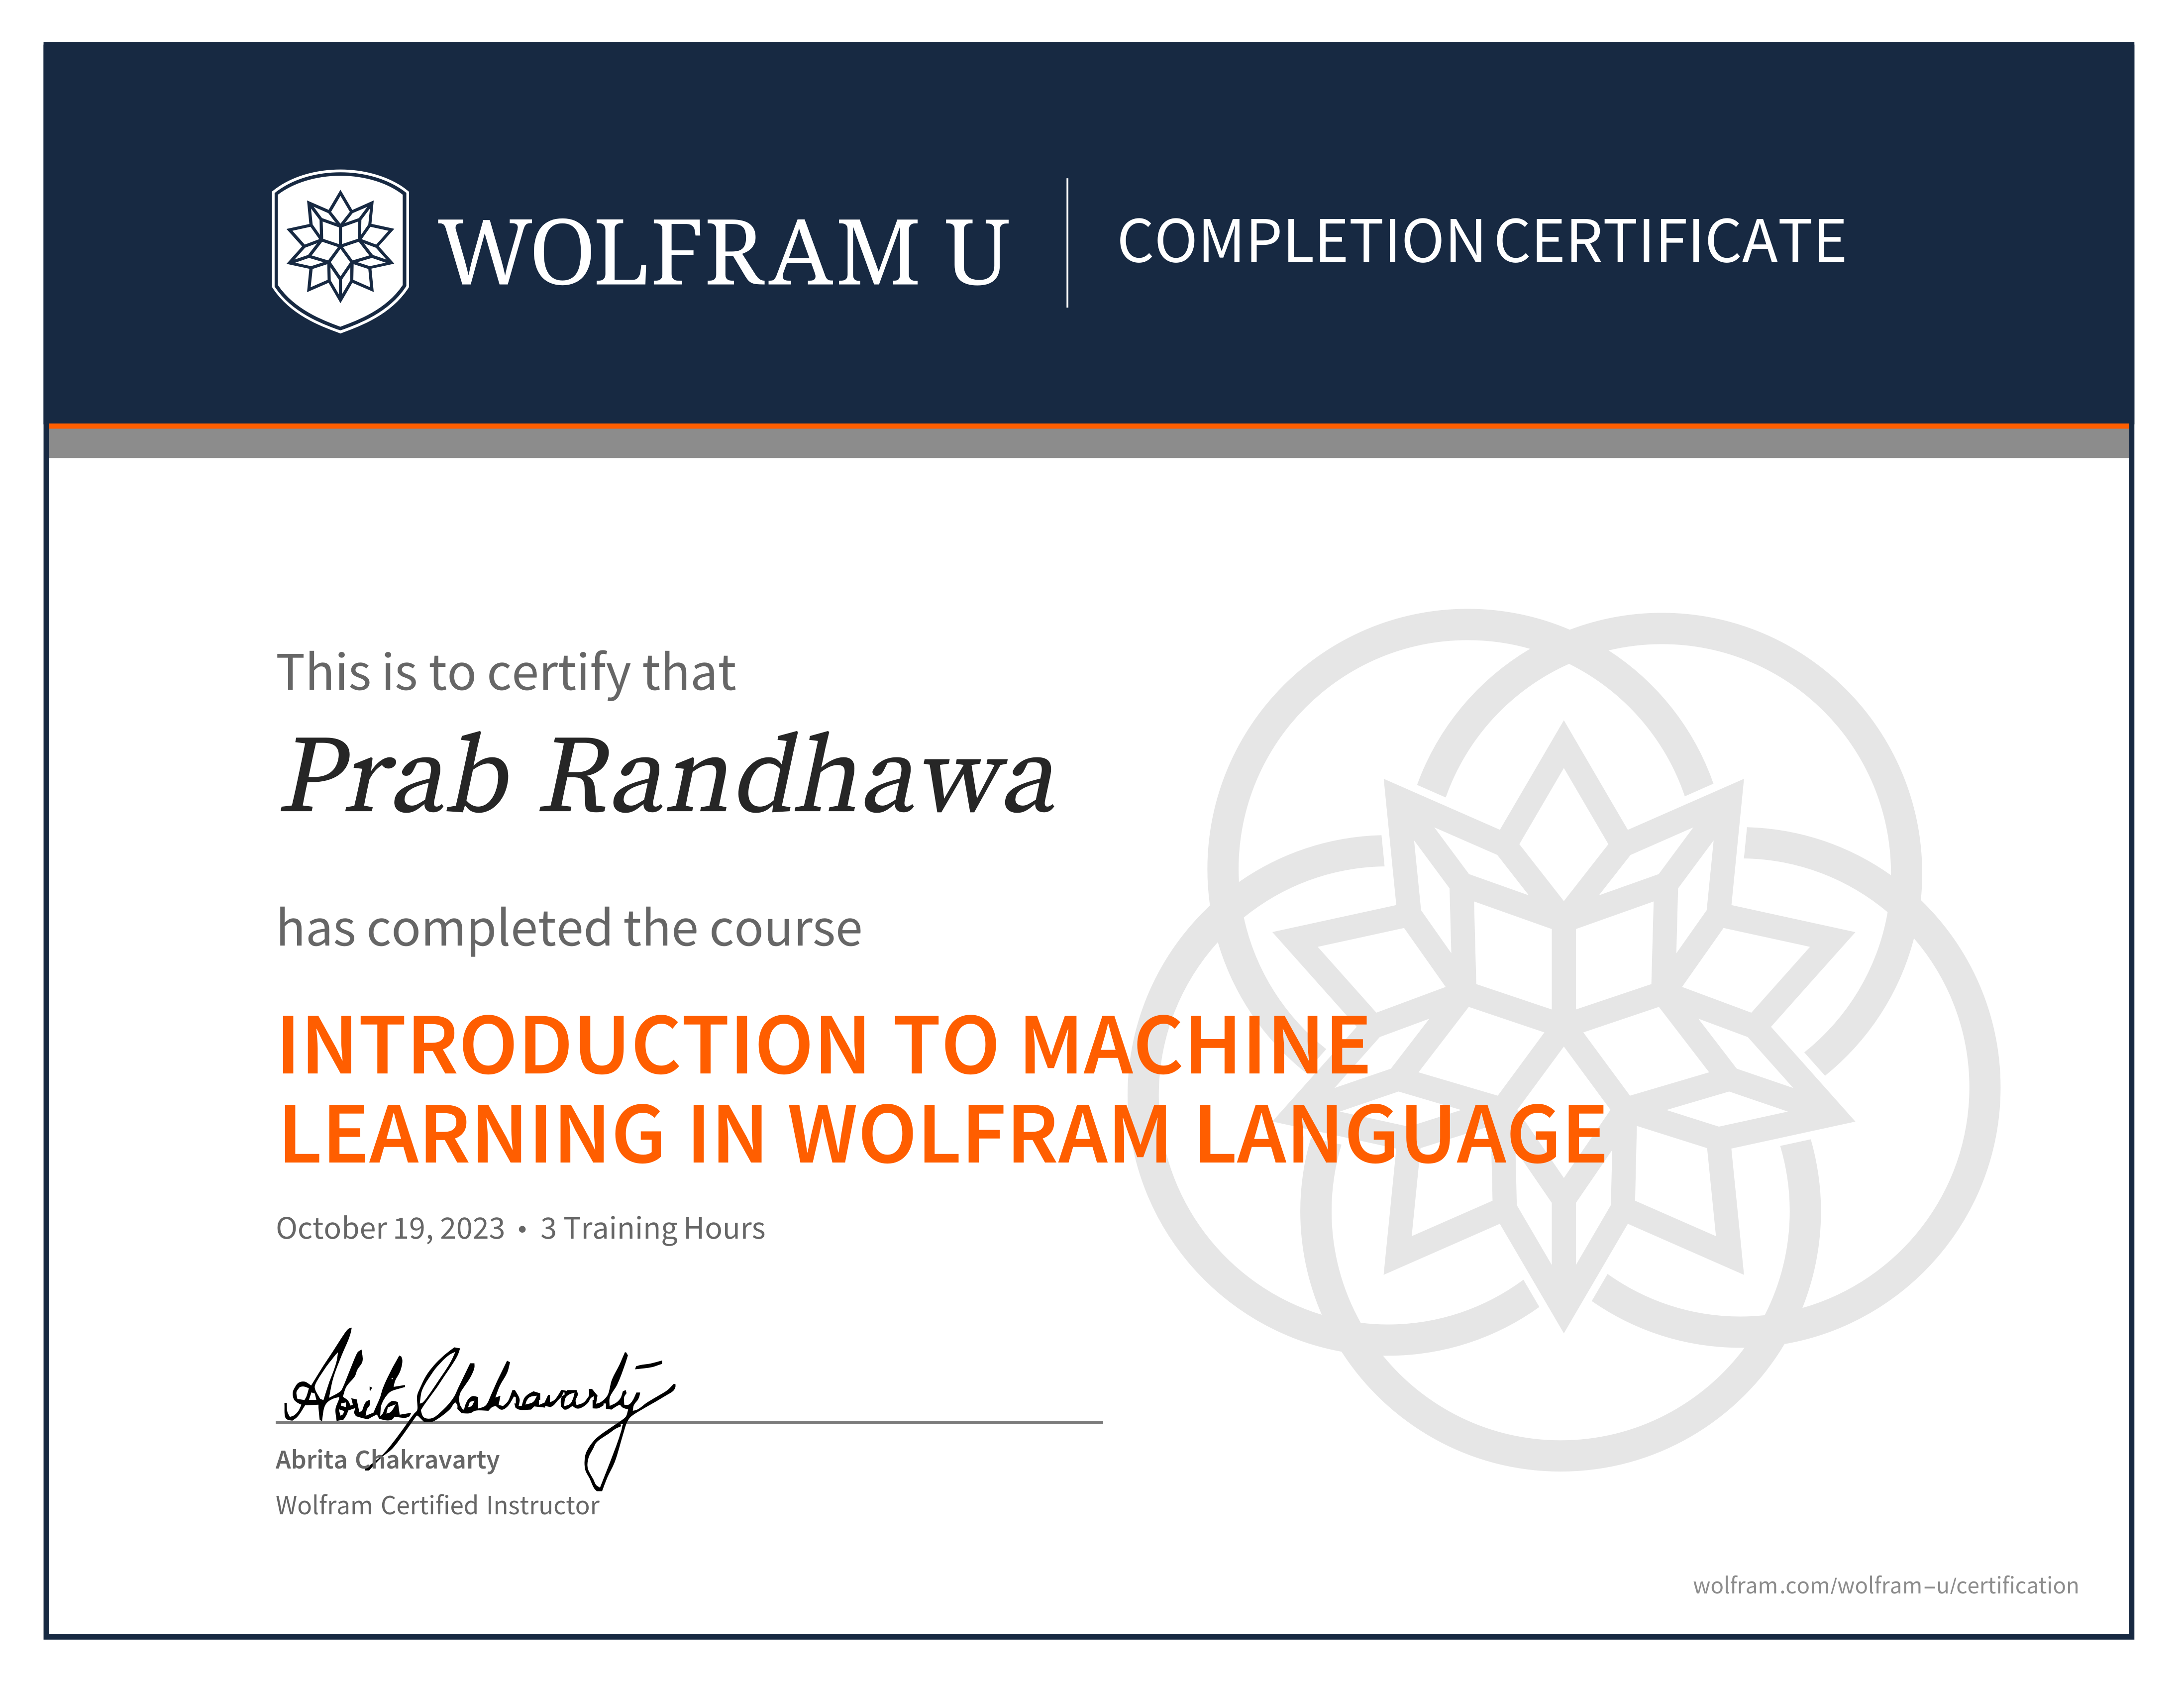 WOLFRAM U
COMPLETION CERTIFICATE
This is to certify that
Prab Randhawa
has completed the course
INTRODUCTION TO MACHINE
LEARNING IN WOLFRAM LANGUAGE
October 19, 2023 • 3 Training Hours
Abrita Chakravarty
Abrita Chakravarty
Wolfram Certified Instructor
wolfram.com/wolfram-u/certification